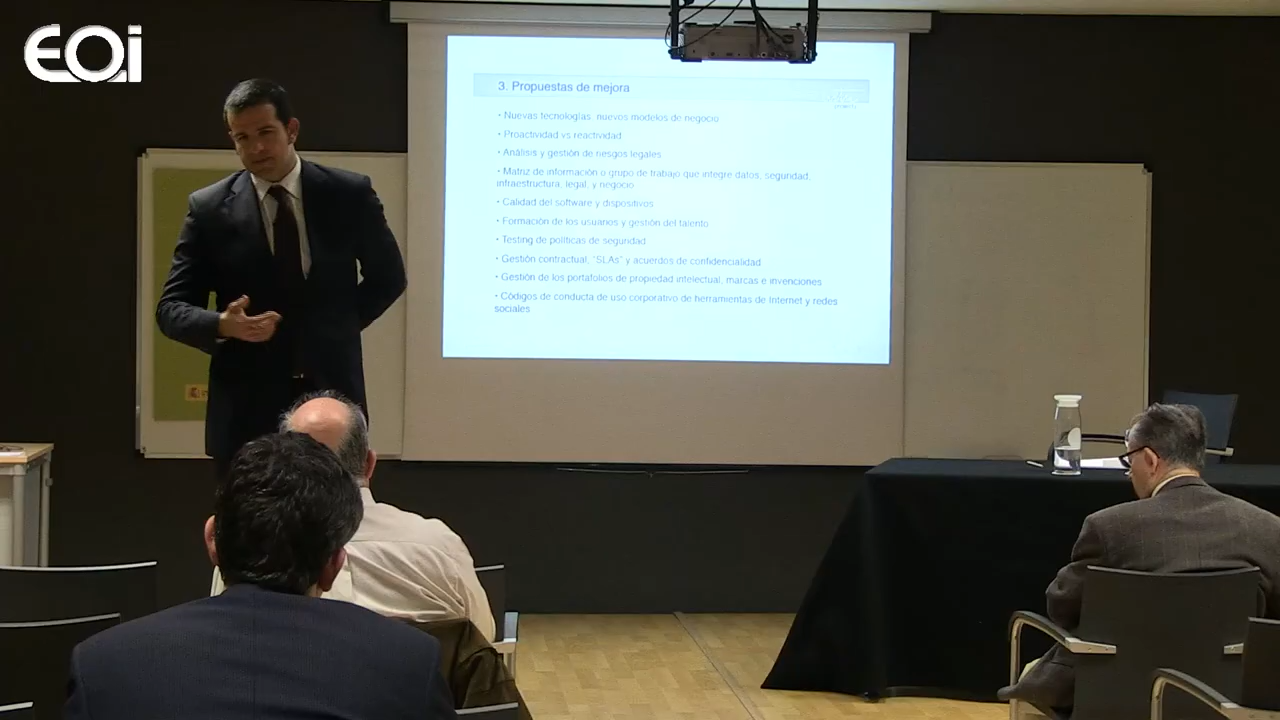 EOi
3. Propuestas de mejora
• Nuevas tecnologías, nuevos modelos de negocio
• Proactividad vs reactividad
• Análisis y gestión de riesgos legales
• Matriz de información o grupo de trabajo que integre datos, seguridad,
infraestructura, legal, y negocio
• Calidad del software y dispositivos
• Formación de los usuarios y gestión del talento
• Testing de políticas de seguridad
• Gestión contractual, "SLAs" y acuerdos de confidencialidad
• Gestión de los portafolios de propiedad intelectual, marcas e invenciones
• Códigos de conducta de uso corporativo de herramientas de Internet y redes
sociales